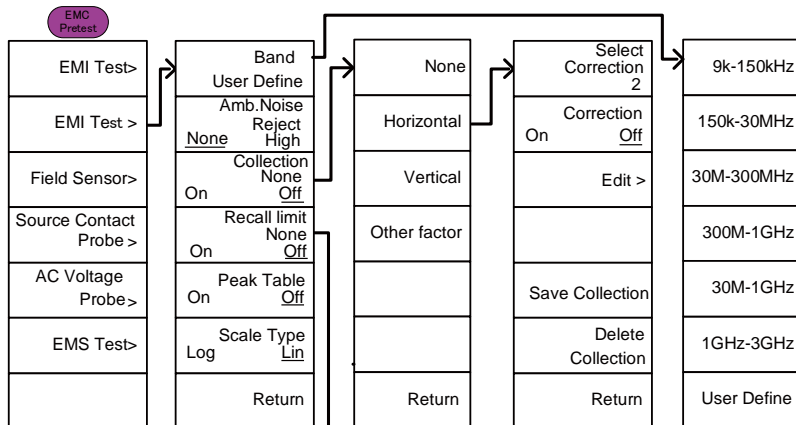 EMC
Pretest
EMI Test>
EMI Test >
Field Sensor>
Source Contact
Probe >
AC Voltage
Probe>
EMS Test>
Band
User Define
Amb.Noise
Reject
None High
Collection
None
On Off
Recall limit
None
On Off
Peak Table
On Off
Scale Type
Log Lin
Return
None
Horizontal
Vertical
Other factor
Return
Select
Correction
2
Correction
On Off
Edit >
Save Collection
Delete
Collection
Return
9k-150kHz
150k-30MHz
30M-300MHz
300M-1GHz
30M-1GHz
1GHz-3GHz
User Define